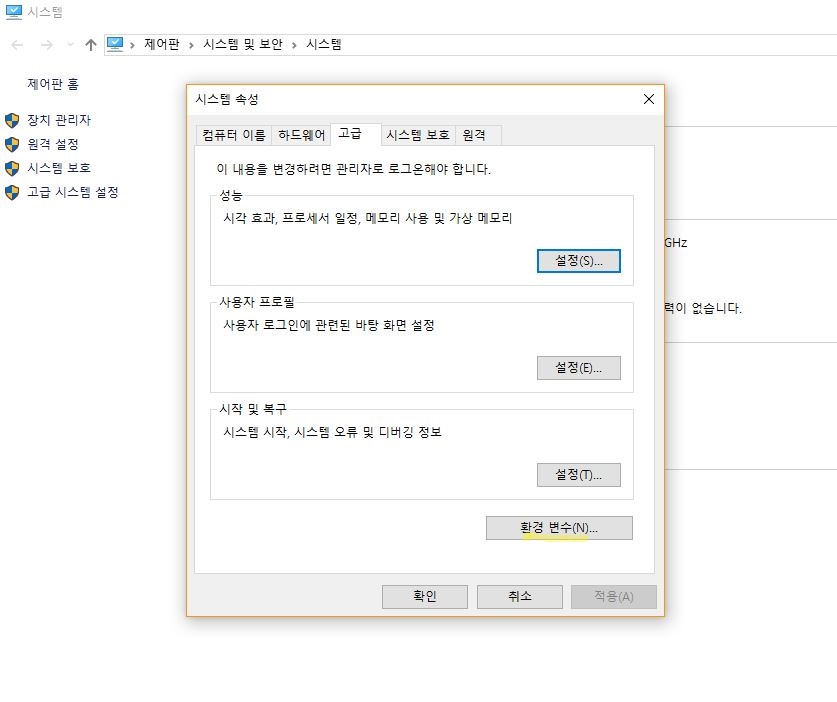 시스템
제어판 > 시스템 및 보안 > 시스템
제어판 홈
장치 관리자
원격 설정
시스템 보호
고급 시스템 설정
시스템 속성
컴퓨터 이름 하드웨어 고급 시스템 보호 원격
이 내용을 변경하려면 관리자로 로그온해야 합니다.
성능
시각 효과, 프로세서 일정, 메모리 사용 및 가상 메모리
설정(S)...
사용자 프로필
사용자 로그인에 관련된 바탕 화면 설정
설정(E)...
시작 및 복구
시스템 시작, 시스템 오류 및 디버깅 정보
설정(T)...
환경 변수(N)...
확인 취소 적용(A)
GHz
력이 없습니다.